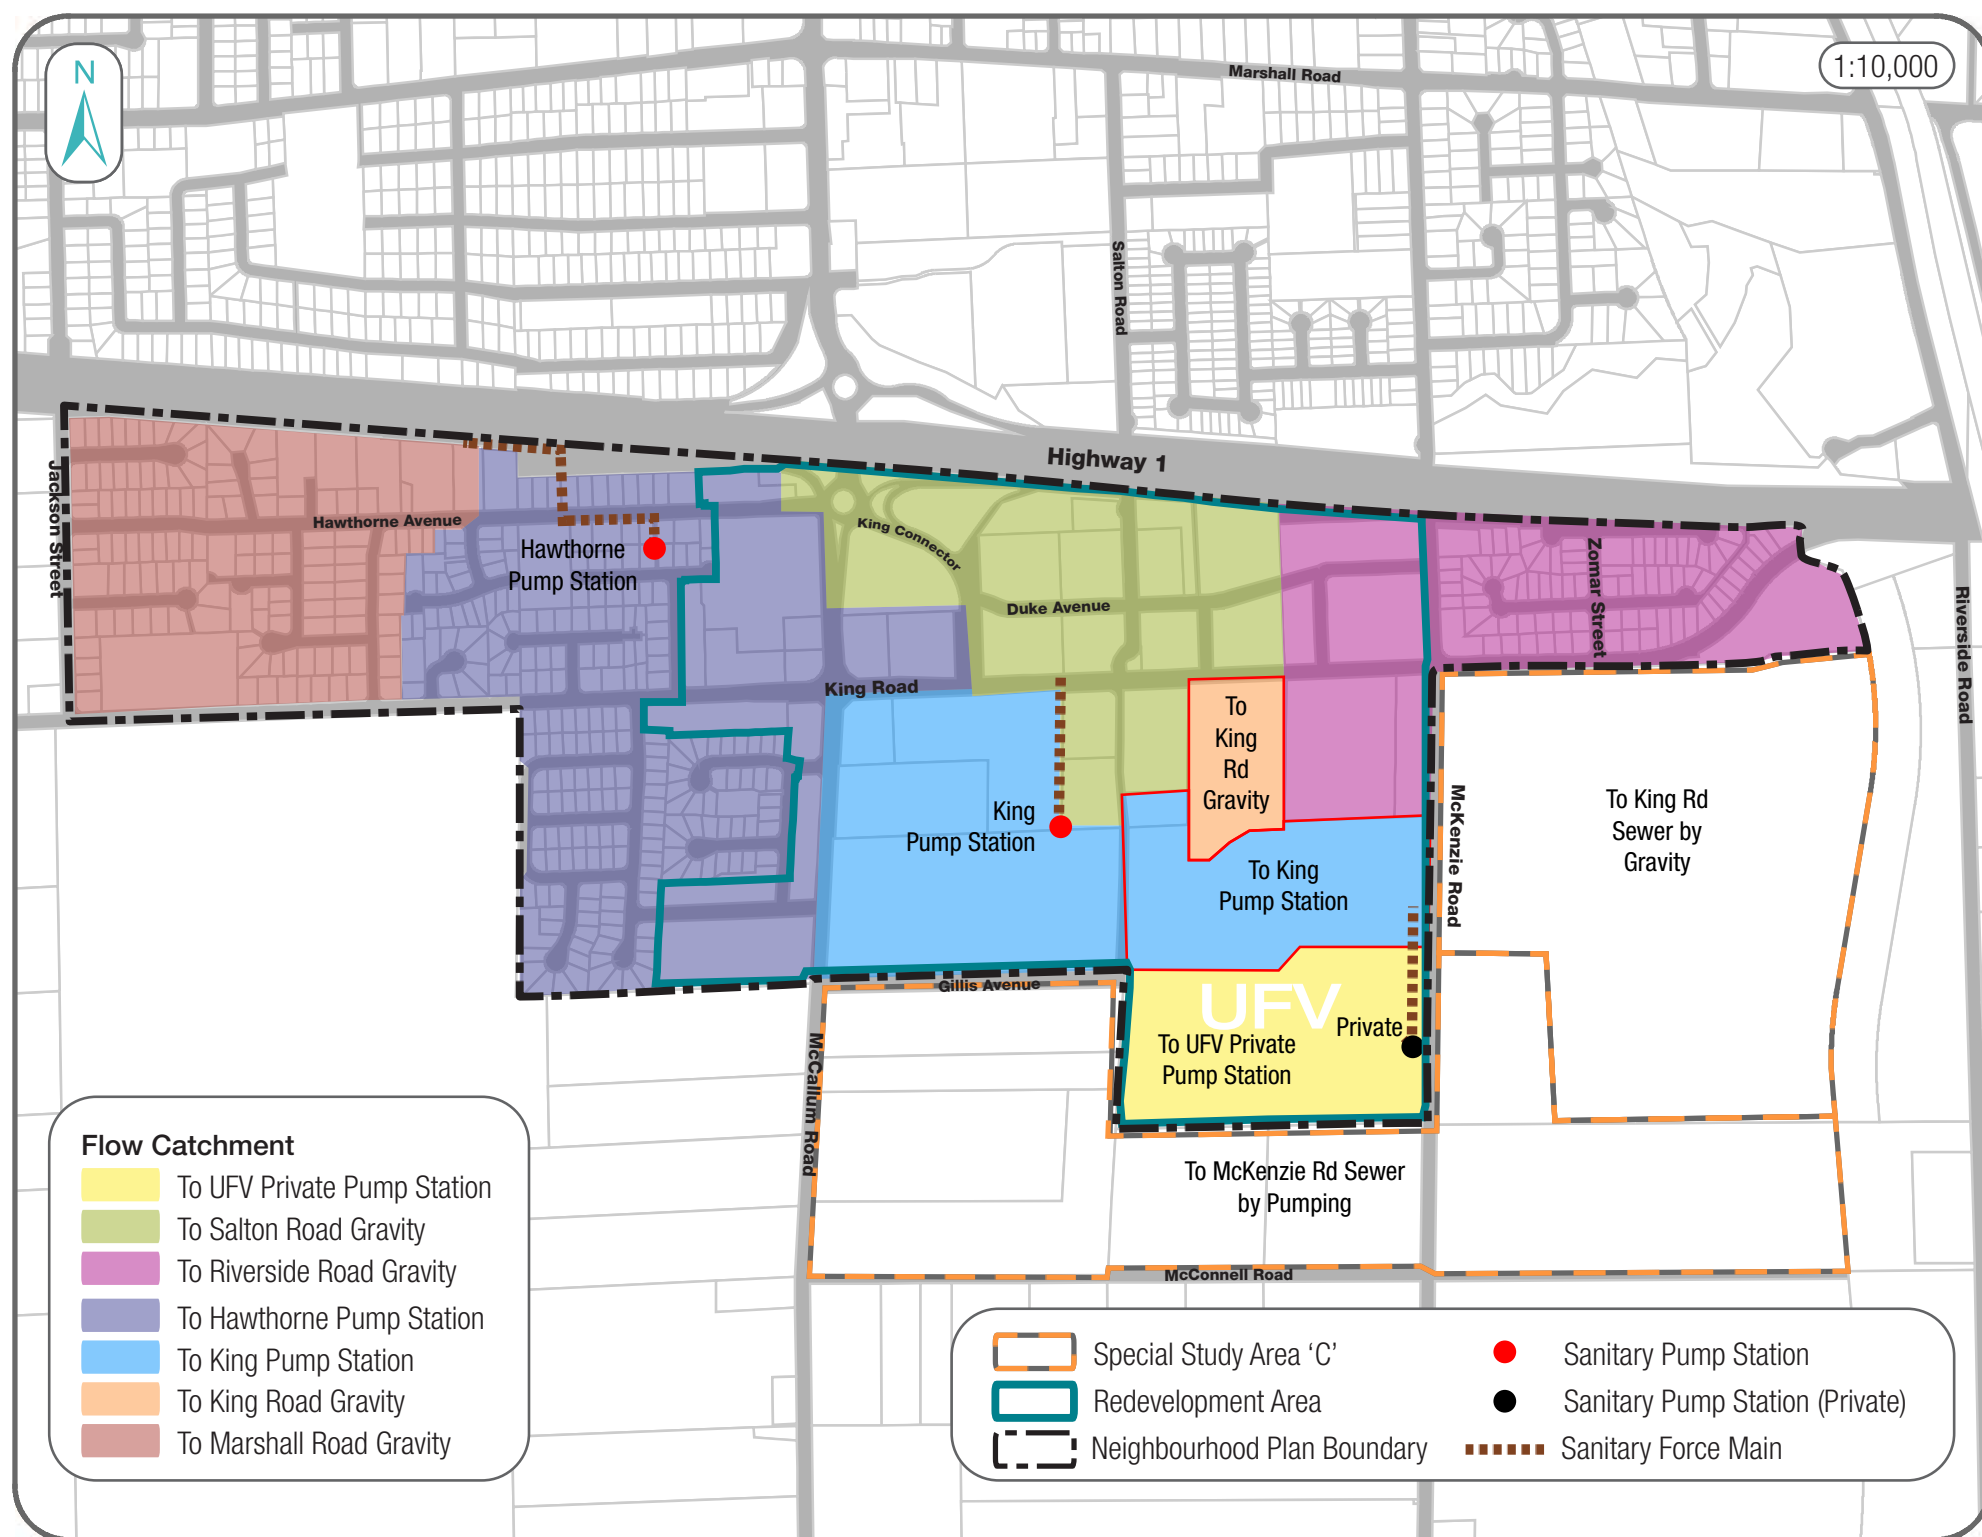 N
1:10,000
Marshall Road
Salton Road
Highway 1
Jackson Street
Hawthorne Avenue
Hawthorne
Pump Station
King Connector
Duke Avenue
Zomar Street
Riverside Road
King Road
To
King
Rd
Gravity
King
Pump Station
To King
Pump Station
McKenzie Road
To King Rd
Sewer by
Gravity
Gillis Avenue
UFV
Private
To UFV Private
Pump Station
McCallum Road
To McKenzie Rd Sewer
by Pumping
McConnell Road
Flow Catchment
To UFV Private Pump Station
To Salton Road Gravity
To Riverside Road Gravity
To Hawthorne Pump Station
To King Pump Station
To King Road Gravity
To Marshall Road Gravity
Special Study Area ‘C’
Redevelopment Area
Neighbourhood Plan Boundary
Sanitary Pump Station
Sanitary Pump Station (Private)
Sanitary Force Main